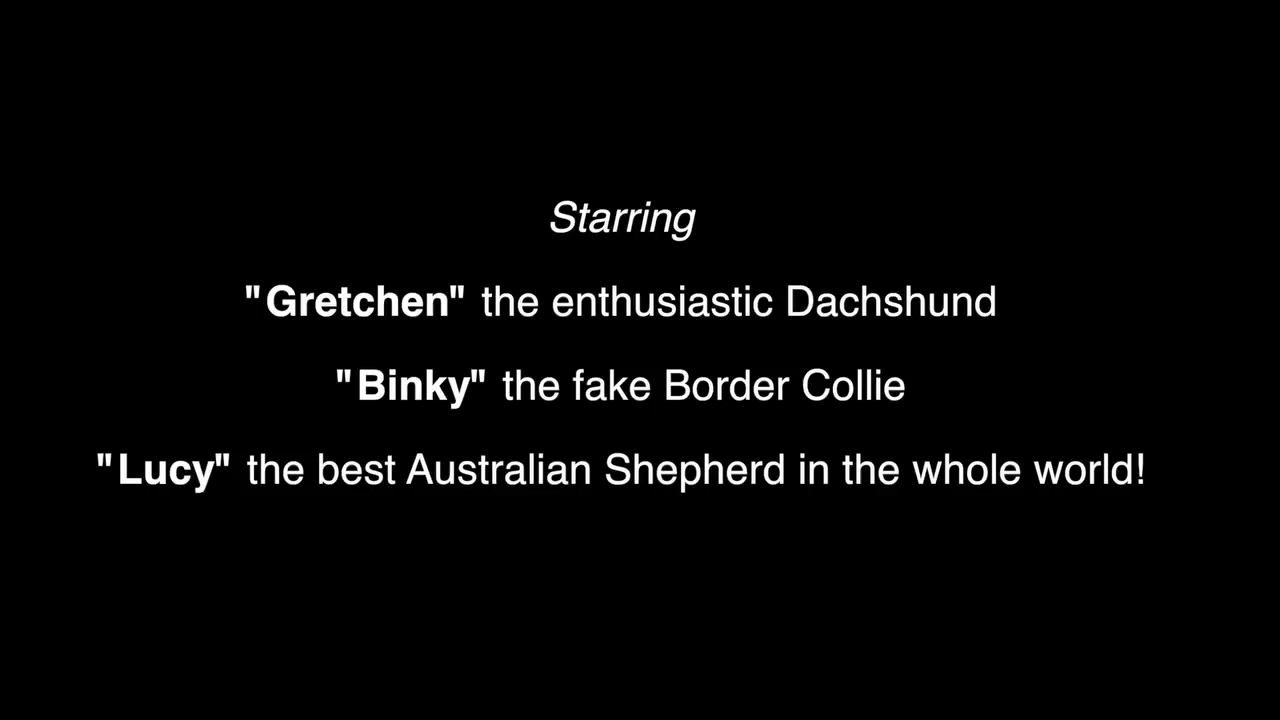 Starring
"Gretchen" the enthusiastic Dachshund
"Binky" the fake Border Collie
"Lucy" the best Australian Shepherd in the whole world!